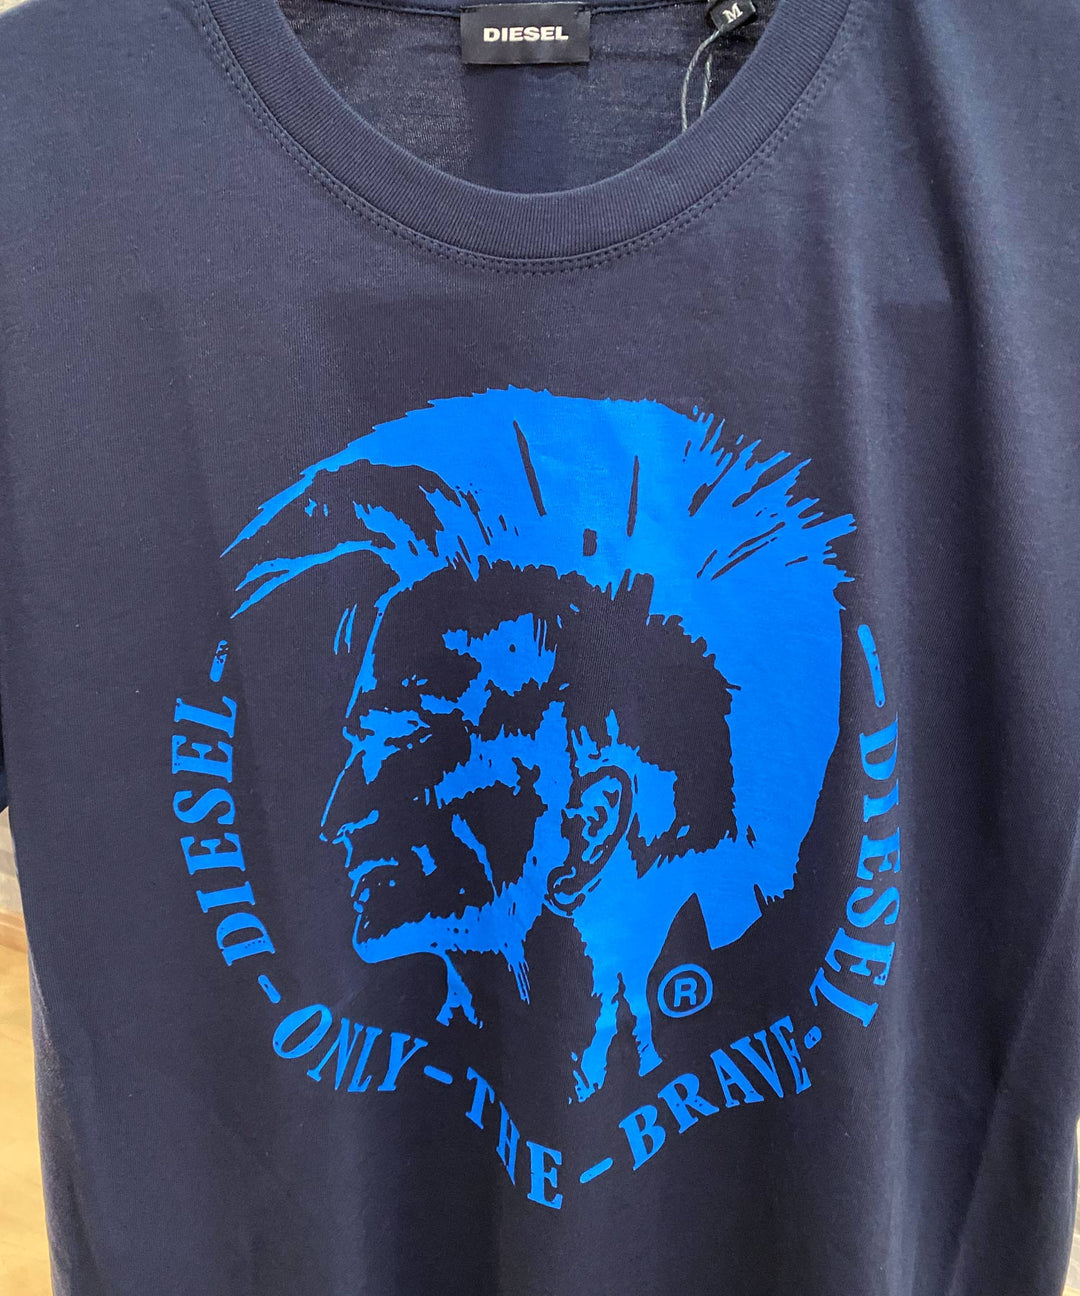 DIESEL
M
DIESEL-ONLY-THE-BRAVE-DIESEL-
®